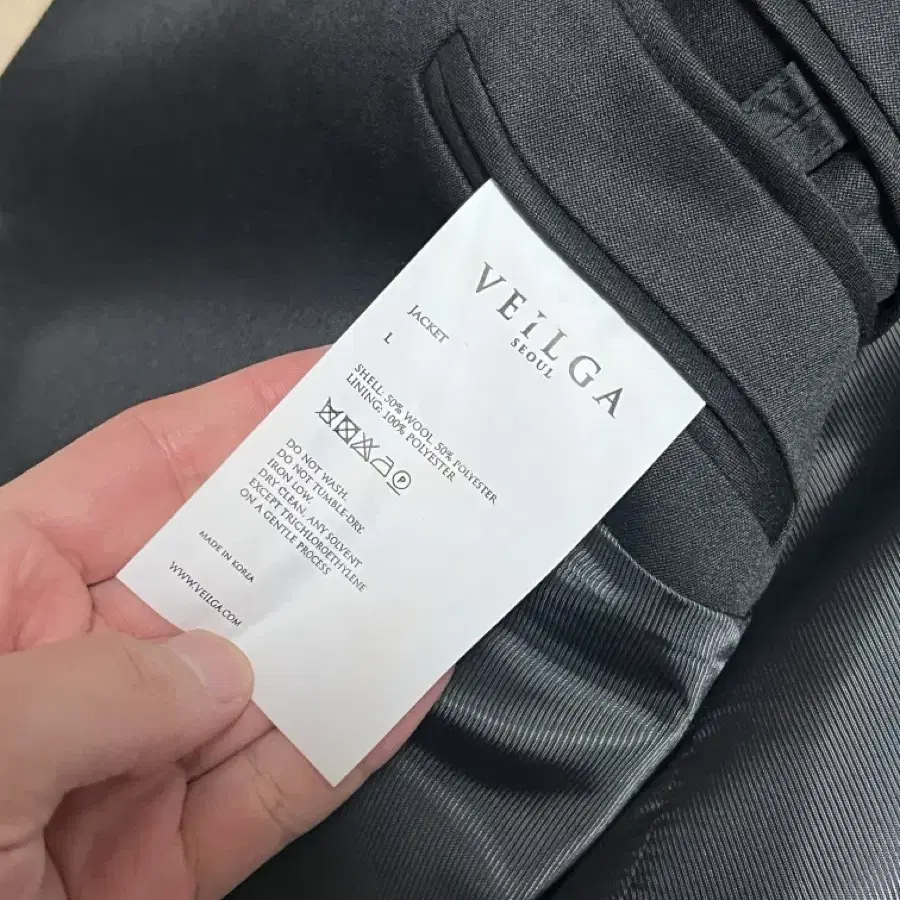 VEILGA
SEOUL
JACKET
L
SHELL: 50% WOOL, 50% POLYESTER
LINING: 100% POLYESTER
P
DO NOT WASH.
DO NOT TUMBLE-DRY.
IRON LOW.
DRY CLEAN. ANY SOLVENT
EXCEPT TRICHLOROETHYLENE
ON A GENTLE PROCESS
MADE IN KOREA
WWW.VEILGA.COM